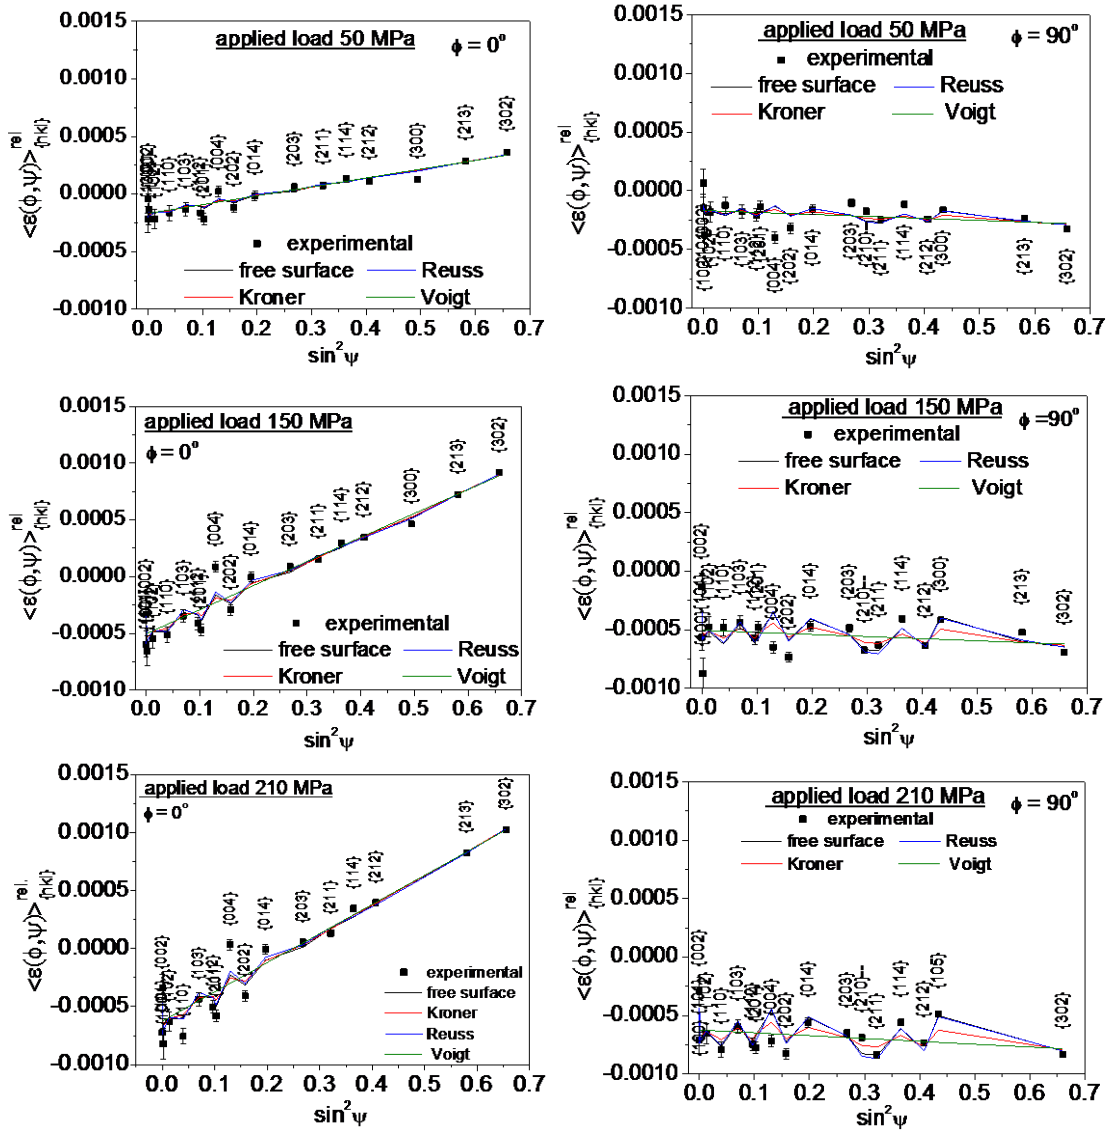 applied load 50 MPa
ϕ = 0°
<ε(ϕ,ψ)>{hkl}rel
0.0015
0.0010
0.0005
0.0000
-0.0005
-0.0010
{110}
{103}
{004}
{202}
{014}
{203}
{211}
{114}
{212}
{300}
{213}
{302}
experimental
free surface
Reuss
Kroner
Voigt
0.0 0.1 0.2 0.3 0.4 0.5 0.6 0.7
sin²ψ
applied load 50 MPa
ϕ = 90°
experimental
free surface
Reuss
Kroner
Voigt
<ε(ϕ,ψ)>{hkl}rel
0.0015
0.0010
0.0005
0.0000
-0.0005
-0.0010
{110}
{103}
{004}
{202}
{014}
{203}
{210}
{211}
{114}
{212}
{300}
{213}
{302}
0.0 0.1 0.2 0.3 0.4 0.5 0.6 0.7
sin²ψ
applied load 150 MPa
ϕ = 0°
<ε(ϕ,ψ)>{hkl}rel
0.0015
0.0010
0.0005
0.0000
-0.0005
-0.0010
{002}
{110}
{103}
{004}
{202}
{014}
{203}
{211}
{114}
{212}
{300}
{213}
{302}
experimental
free surface
Reuss
Kroner
Voigt
0.0 0.1 0.2 0.3 0.4 0.5 0.6 0.7
sin²ψ
applied load 150 MPa
ϕ =90°
experimental
free surface
Reuss
Kroner
Voigt
<ε(ϕ,ψ)>{hkl}rel
0.0015
0.0010
0.0005
0.0000
-0.0005
-0.0010
{002}
{102}
{110}
{103}
{004}
{202}
{014}
{203}
{210}
{211}
{114}
{212}
{300}
{213}
{302}
0.0 0.1 0.2 0.3 0.4 0.5 0.6 0.7
sin²ψ
applied load 210 MPa
ϕ = 0°
<ε(ϕ,ψ)>{hkl}rel.
0.0015
0.0010
0.0005
0.0000
-0.0005
-0.0010
{002}
{102}
{110}
{103}
{004}
{202}
{014}
{203}
{211}
{114}
{212}
{213}
{302}
experimental
free surface
Kroner
Reuss
Voigt
0.0 0.1 0.2 0.3 0.4 0.5 0.6 0.7
sin²ψ
applied load 210 MPa
ϕ = 90°
experimental
free surface
Reuss
Kroner
Voigt
<ε(ϕ,ψ)>{hkl}rel.
0.0015
0.0010
0.0005
0.0000
-0.0005
-0.0010
{002}
{102}
{110}
{103}
{004}
{202}
{014}
{203}
{210}
{211}
{114}
{212}
{105}
{302}
0.0 0.1 0.2 0.3 0.4 0.5 0.6 0.7
sin²ψ